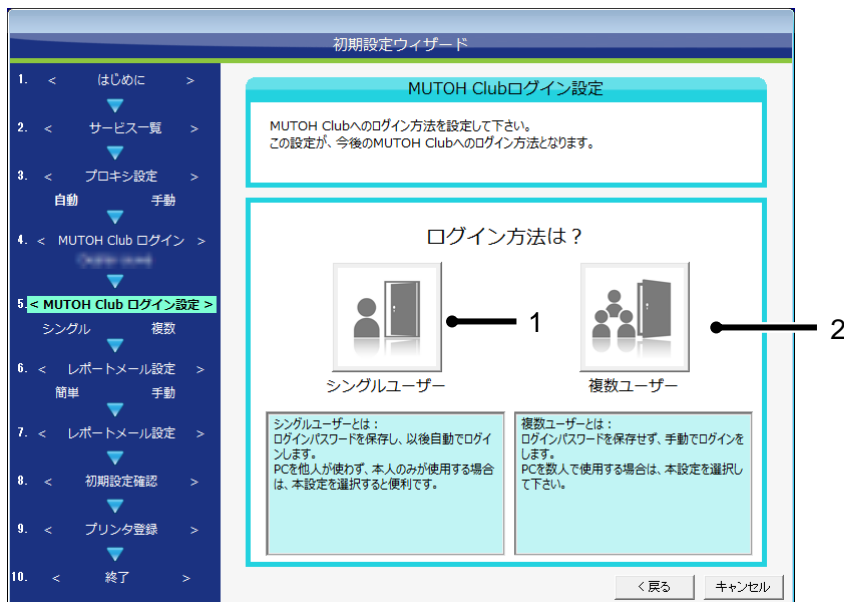 初期設定ウィザード
1. < はじめに >
2. < サービス一覧 >
3. < プロキシ設定 >
自動 手動
4. < MUTOH Club ログイン >
5.< MUTOH Club ログイン設定 >
シングル 複数
6. < レポートメール設定 >
簡単 手動
7. < レポートメール設定 >
8. < 初期設定確認 >
9. < プリンタ登録 >
10. < 終了 >
MUTOH Clubログイン設定
MUTOH Clubへのログイン方法を設定して下さい。
この設定が、今後のMUTOH Clubへのログイン方法となります。
ログイン方法は？
1
2
シングルユーザー
複数ユーザー
シングルユーザーとは：
ログインパスワードを保存し、以後自動でログイ
ンします。
PCを他人が使わず、本人のみが使用する場合
は、本設定を選択すると便利です。
複数ユーザーとは：
ログインパスワードを保存せず、手動でログインを
します。
PCを数人で使用する場合は、本設定を選択し
て下さい。
<戻る
キャンセル